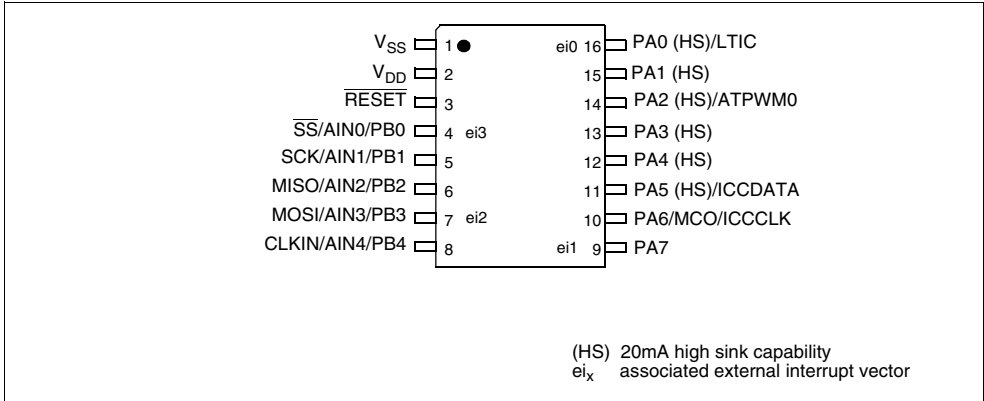 VSS 1 ei0 16 PA0 (HS)/LTIC
VDD 2 15 PA1 (HS)
RESET 3 14 PA2 (HS)/ATPWM0
SS/AIN0/PB0 4 ei3 13 PA3 (HS)
SCK/AIN1/PB1 5 12 PA4 (HS)
MISO/AIN2/PB2 6 11 PA5 (HS)/ICCDATA
MOSI/AIN3/PB3 7 ei2 10 PA6/MCO/ICCCLK
CLKIN/AIN4/PB4 8 ei1 9 PA7
(HS) 20mA high sink capability
eix associated external interrupt vector